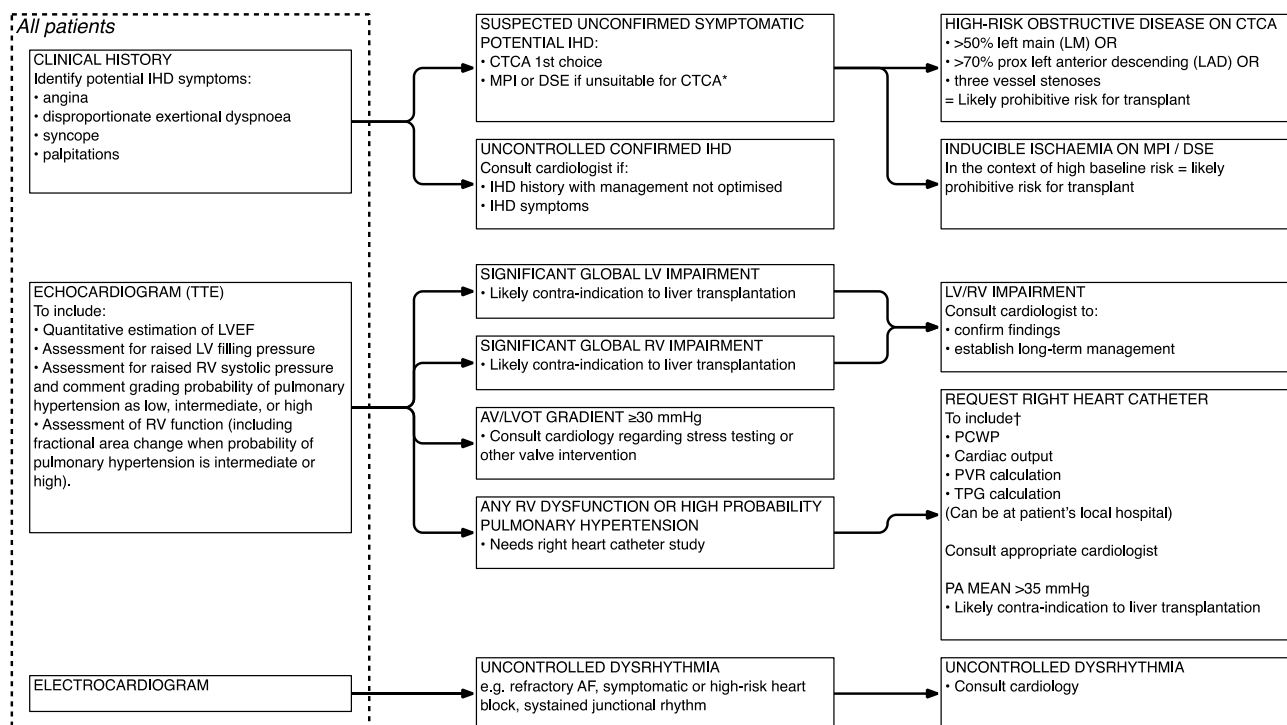 All patients
CLINICAL HISTORY
Identify potential IHD symptoms:
• angina
• disproportionate exertional dyspnoea
• syncope
• palpitations
SUSPECTED UNCONFIRMED SYMPTOMATIC
POTENTIAL IHD:
• CTCA 1st choice
• MPI or DSE if unsuitable for CTCA*
HIGH-RISK OBSTRUCTIVE DISEASE ON CTCA
• >50% left main (LM) OR
• >70% prox left anterior descending (LAD) OR
• three vessel stenoses
= Likely prohibitive risk for transplant
UNCONTROLLED CONFIRMED IHD
Consult cardiologist if:
• IHD history with management not optimised
• IHD symptoms
INDUCIBLE ISCHAEMIA ON MPI / DSE
In the context of high baseline risk = likely
prohibitive risk for transplant
ECHOCARDIOGRAM (TTE)
To include:
• Quantitative estimation of LVEF
• Assessment for raised LV filling pressure
• Assessment for raised RV systolic pressure
and comment grading probability of pulmonary
hypertension as low, intermediate, or high
• Assessment of RV function (including
fractional area change when probability of
pulmonary hypertension is intermediate or
high).
SIGNIFICANT GLOBAL LV IMPAIRMENT
• Likely contra-indication to liver transplantation
SIGNIFICANT GLOBAL RV IMPAIRMENT
• Likely contra-indication to liver transplantation
LV/RV IMPAIRMENT
Consult cardiologist to:
• confirm findings
• establish long-term management
AV/LVOT GRADIENT ≥30 mmHg
• Consult cardiology regarding stress testing or
other valve intervention
ANY RV DYSFUNCTION OR HIGH PROBABILITY
PULMONARY HYPERTENSION
• Needs right heart catheter study
REQUEST RIGHT HEART CATHETER
To include†
• PCWP
• Cardiac output
• PVR calculation
• TPG calculation
(Can be at patient's local hospital)
Consult appropriate cardiologist
PA MEAN >35 mmHg
• Likely contra-indication to liver transplantation
ELECTROCARDIOGRAM
UNCONTROLLED DYSRHYTHMIA
e.g. refractory AF, symptomatic or high-risk heart
block, sustained junctional rhythm
UNCONTROLLED DYSRHYTHMIA
• Consult cardiology